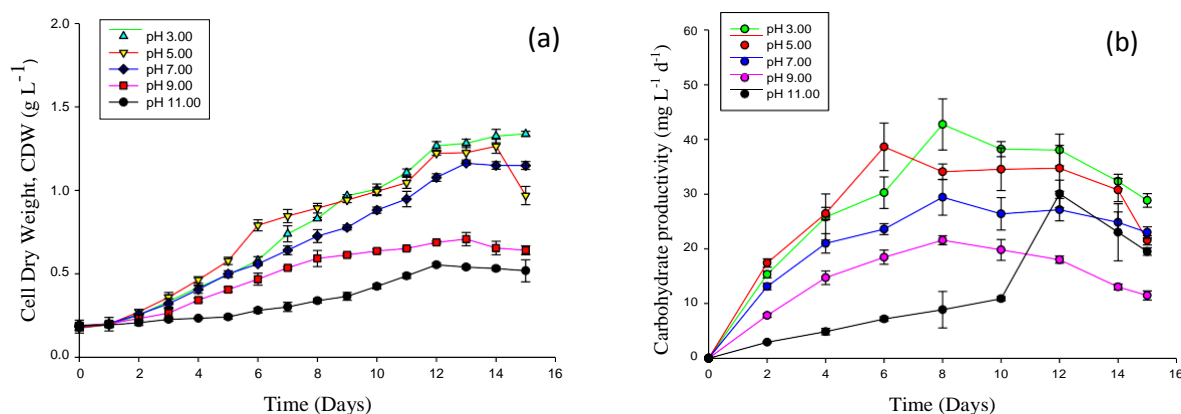 (a)
pH 3.00
pH 5.00
pH 7.00
pH 9.00
pH 11.00
Cell Dry Weight, CDW (g L⁻¹)
2.0
1.5
1.0
0.5
0.0
0 2 4 6 8 10 12 14 16
Time (Days)
(b)
pH 3.00
pH 5.00
pH 7.00
pH 9.00
pH 11.00
Carbohydrate productivity (mg L⁻¹ d⁻¹)
60
50
40
30
20
10
0
0 2 4 6 8 10 12 14 16
Time (Days)